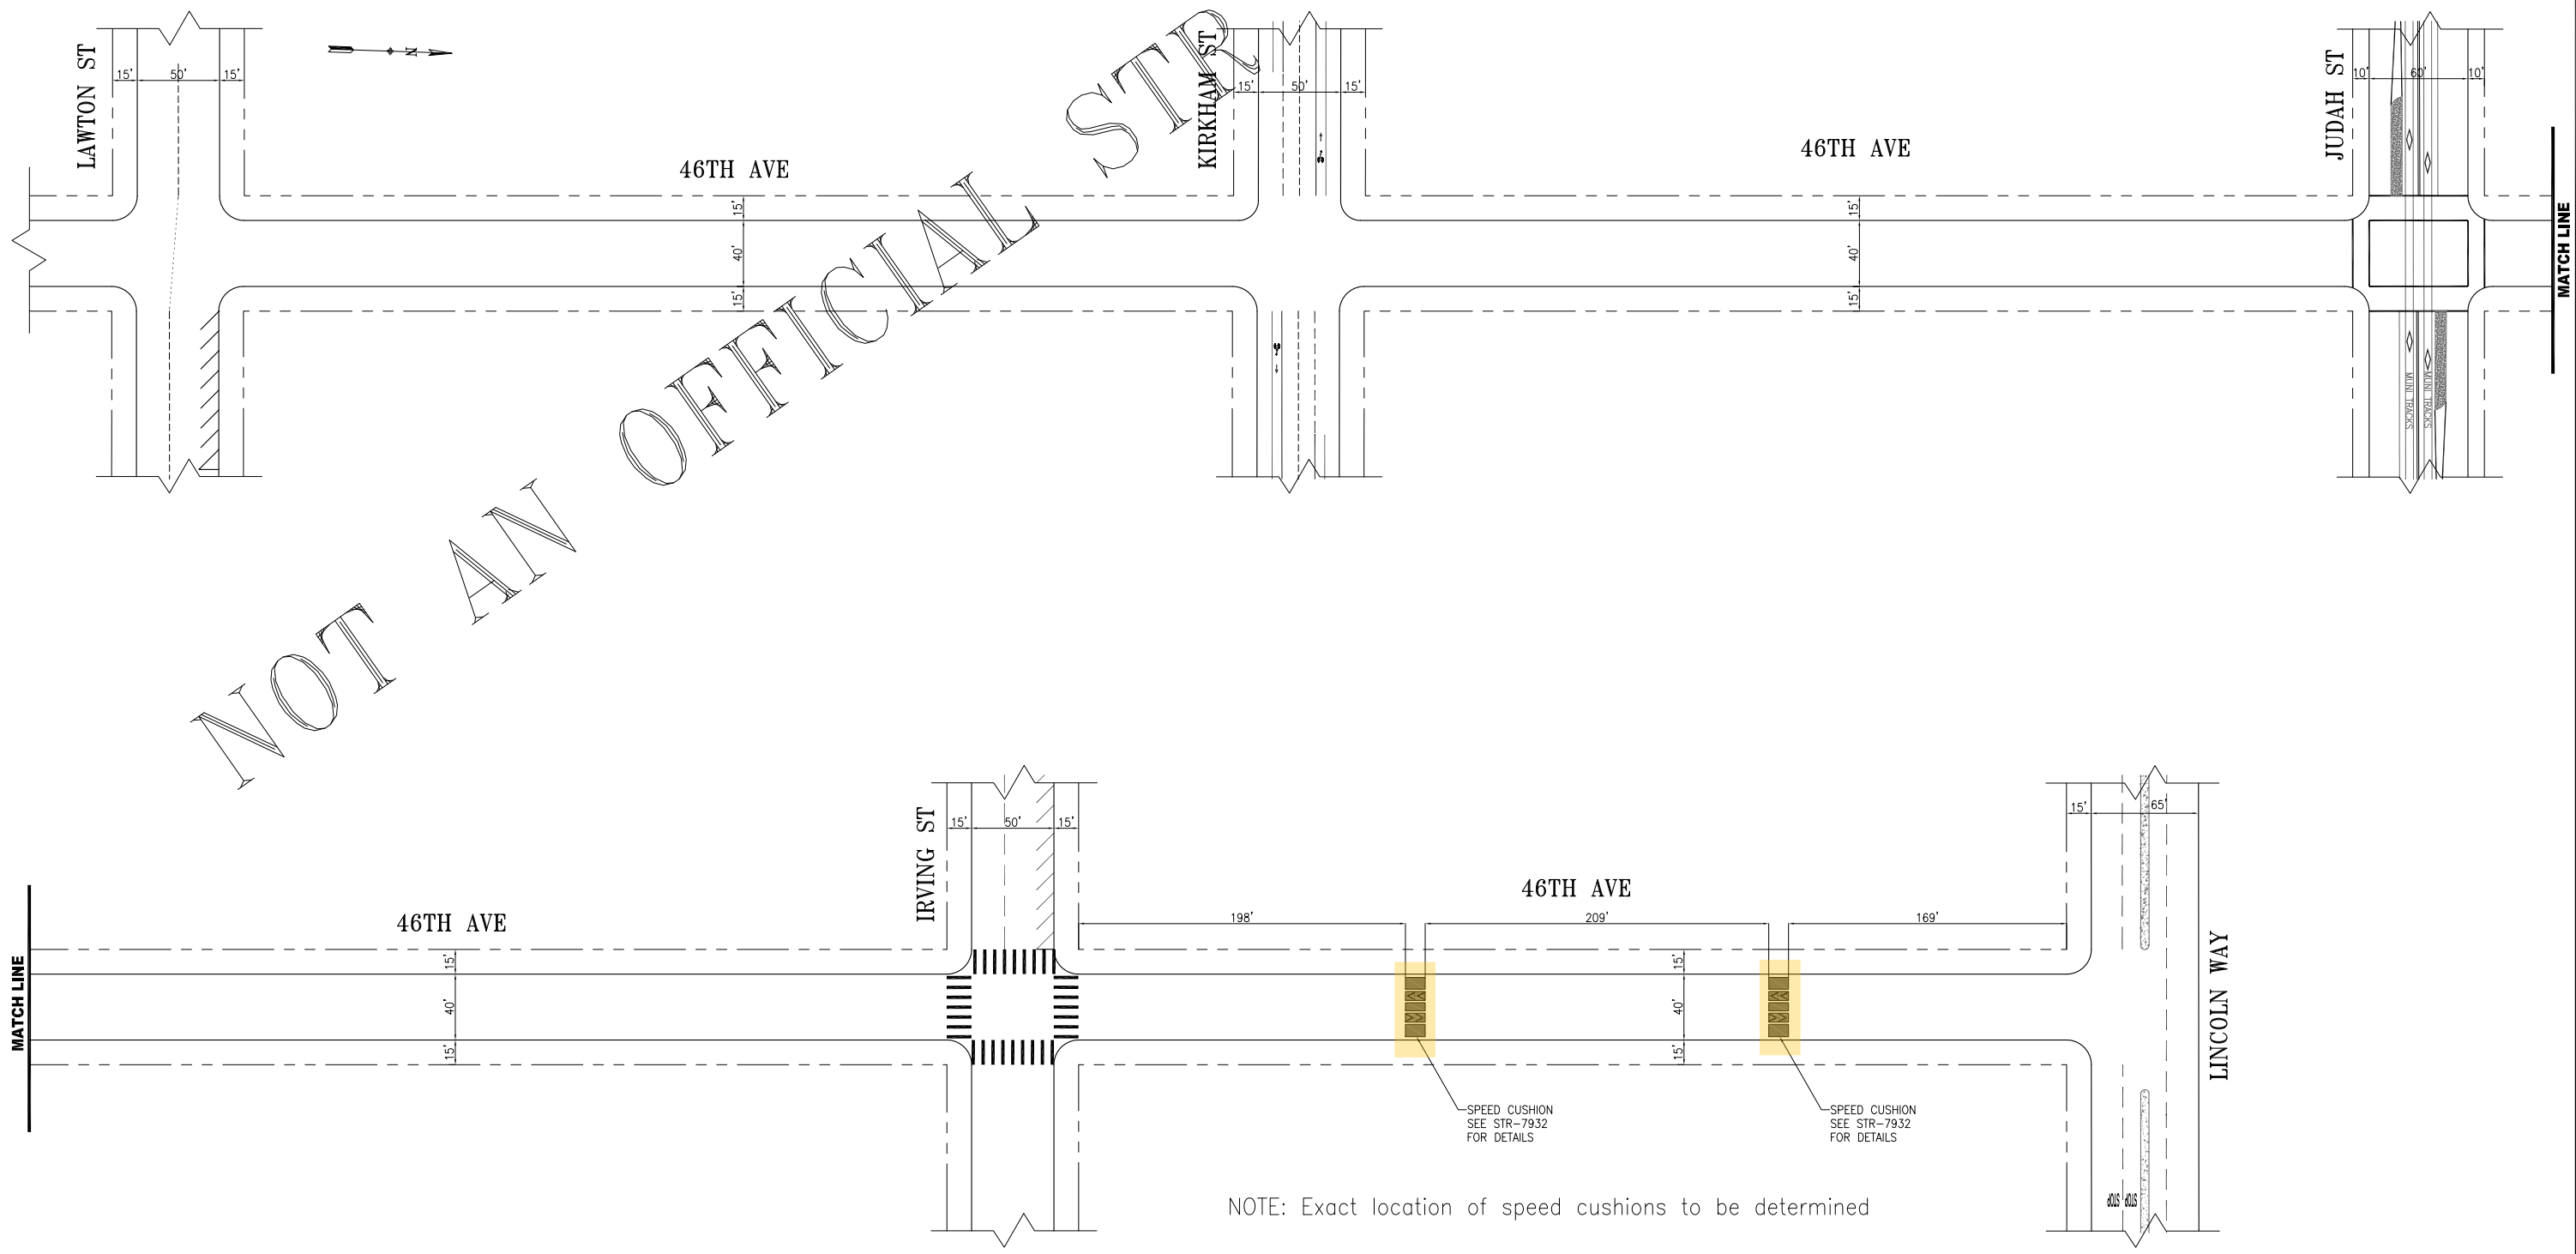 LAWTON ST
15'
50'
15'
N
46TH AVE
15'
40'
15'
KIRKHAM ST
15'
50'
15'
46TH AVE
15'
40'
15'
JUDAH ST
10'
60'
10'
MUNI TRACKS
MUNI TRACKS
MATCH LINE
NOT AN OFFICIAL STR
MATCH LINE
46TH AVE
15'
40'
15'
IRVING ST
15'
50'
15'
198'
46TH AVE
209'
169'
15'
40'
15'
15'
65'
LINCOLN WAY
SPEED CUSHION
SEE STR-7932
FOR DETAILS
SPEED CUSHION
SEE STR-7932
FOR DETAILS
STOP
STOP
NOTE: Exact location of speed cushions to be determined